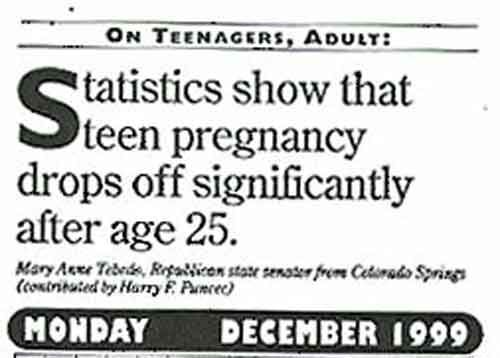 ON TEENAGERS, ADULT:
Statistics show that
teen pregnancy
drops off significantly
after age 25.
Mary Anne Tebedo, Republican state senator from Colorado Springs
(contributed by Harry F. Puncec)
MONDAY DECEMBER 1999